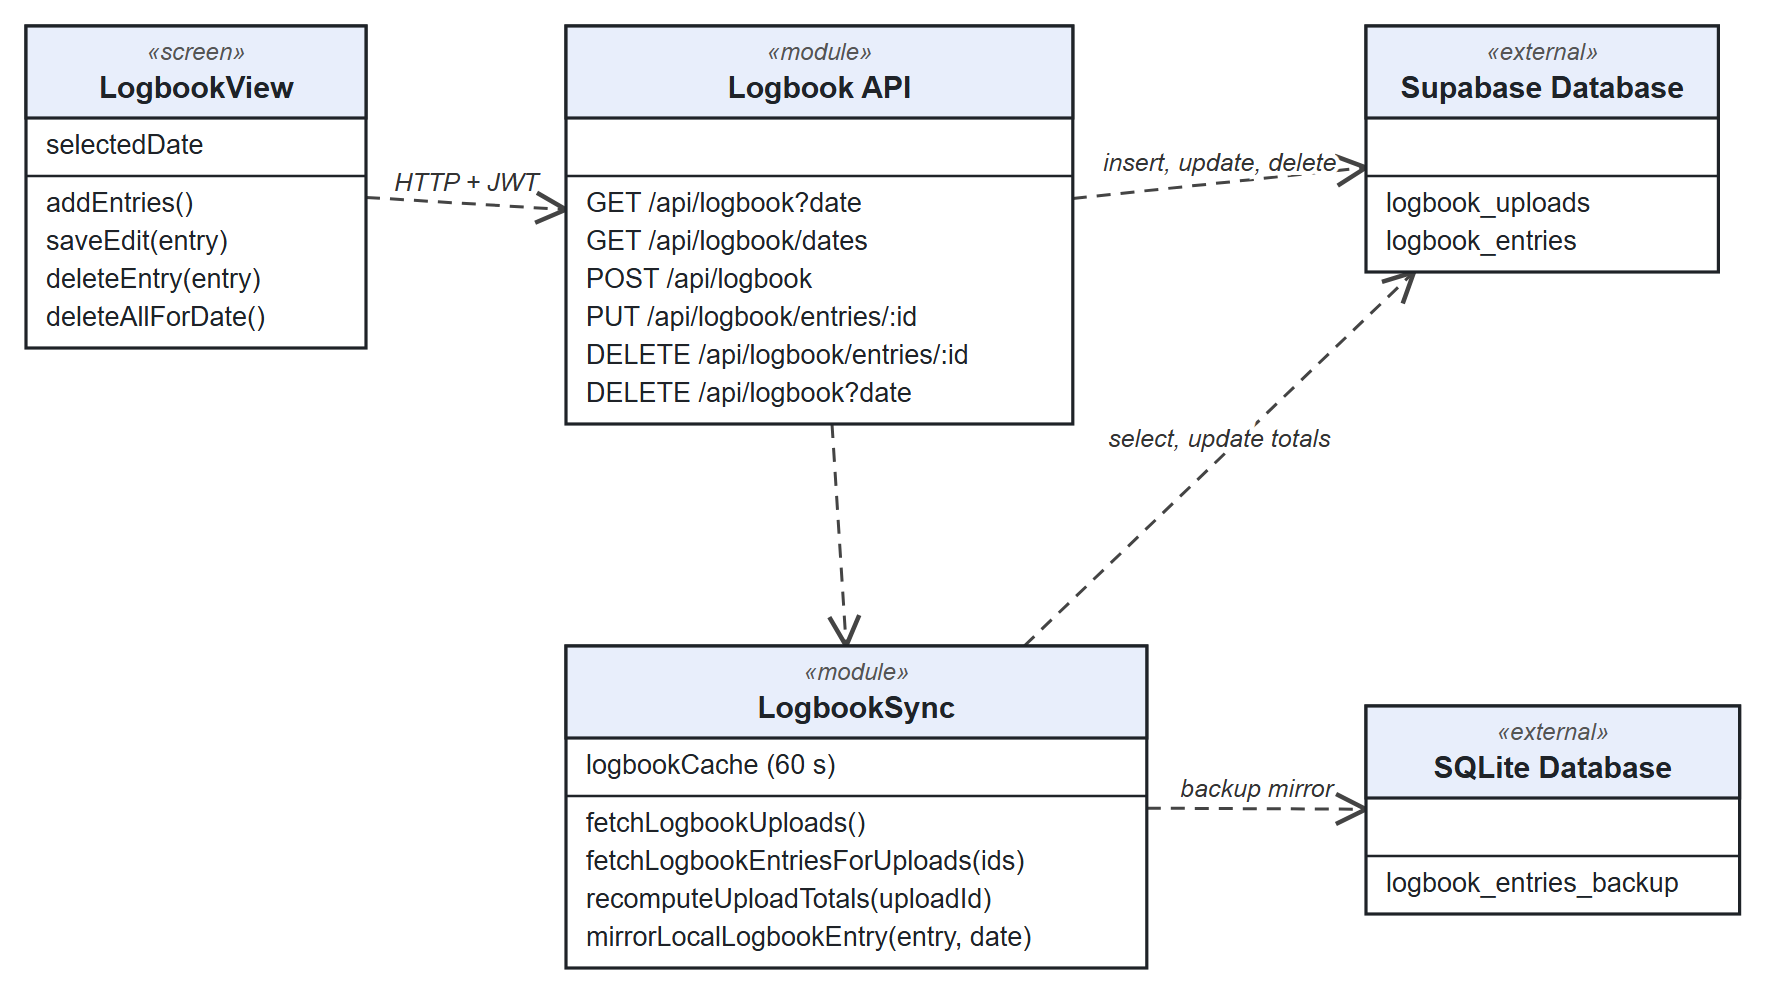 «screen»
LogbookView
selectedDate
addEntries()
saveEdit(entry)
deleteEntry(entry)
deleteAllForDate()
HTTP + JWT
«module»
Logbook API
GET /api/logbook?date
GET /api/logbook/dates
POST /api/logbook
PUT /api/logbook/entries/:id
DELETE /api/logbook/entries/:id
DELETE /api/logbook?date
insert, update, delete
«external»
Supabase Database
logbook_uploads
logbook_entries
select, update totals
«module»
LogbookSync
logbookCache (60 s)
fetchLogbookUploads()
fetchLogbookEntriesForUploads(ids)
recomputeUploadTotals(uploadId)
mirrorLocalLogbookEntry(entry, date)
backup mirror
«external»
SQLite Database
logbook_entries_backup